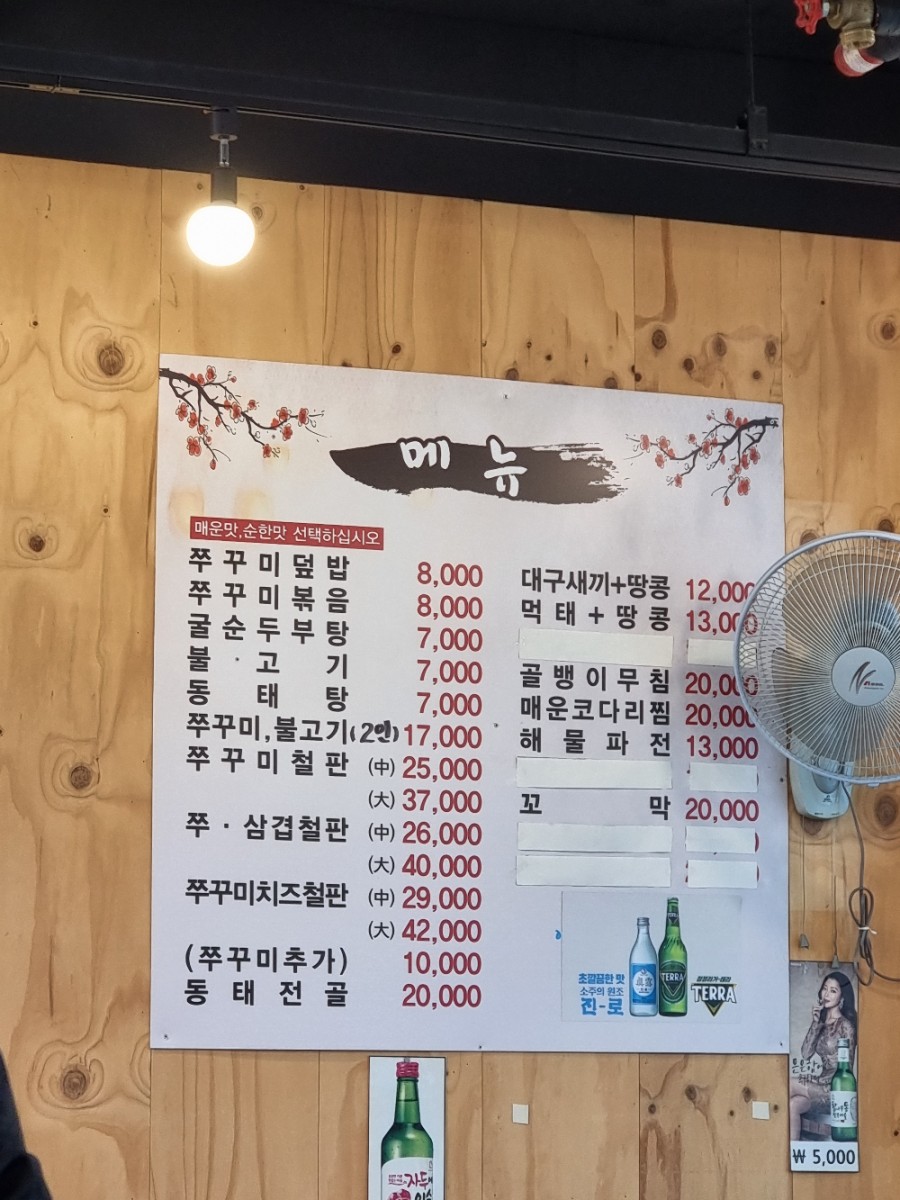 메 뉴
매운맛,순한맛 선택하십시오
쭈꾸미덮밥 8,000
쭈꾸미볶음 8,000
굴순두부탕 7,000
불고기 7,000
동태탕 7,000
쭈꾸미,불고기(2인) 17,000
쭈꾸미철판 (中) 25,000
(大) 37,000
쭈·삼겹철판 (中) 26,000
(大) 40,000
쭈꾸미치즈철판 (中) 29,000
(大) 42,000
(쭈꾸미추가) 10,000
동태전골 20,000
대구새끼+땅콩 12,000
먹태+땅콩 13,000
골뱅이무침 20,000
매운코다리찜 20,000
해물파전 13,000
꼬막 20,000
초깔끔한 맛
소주의 원조
진-로
TERRA
TERRA
자두에
₩ 5,000